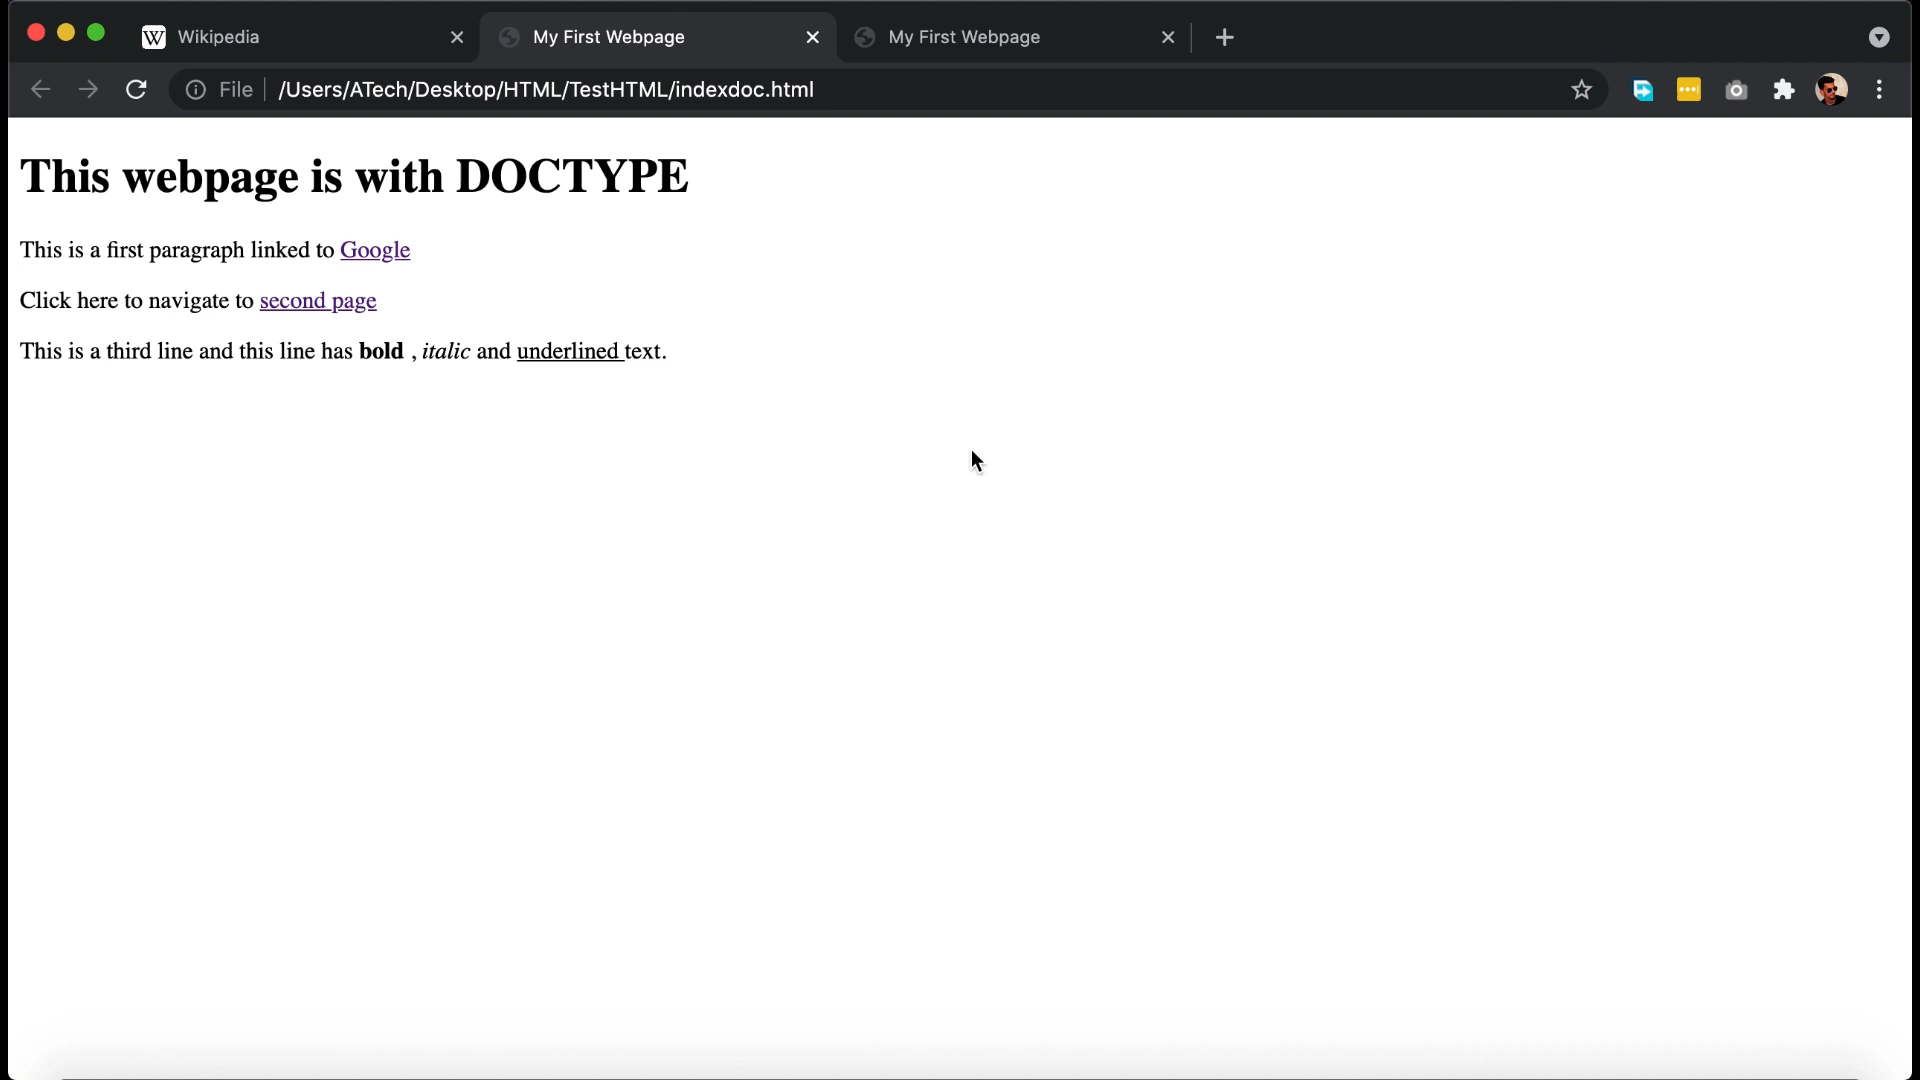 W Wikipedia
My First Webpage
My First Webpage
File /Users/ATech/Desktop/HTML/TestHTML/indexdoc.html
This webpage is with DOCTYPE
This is a first paragraph linked to Google
Click here to navigate to second page
This is a third line and this line has bold , italic and underlined text.